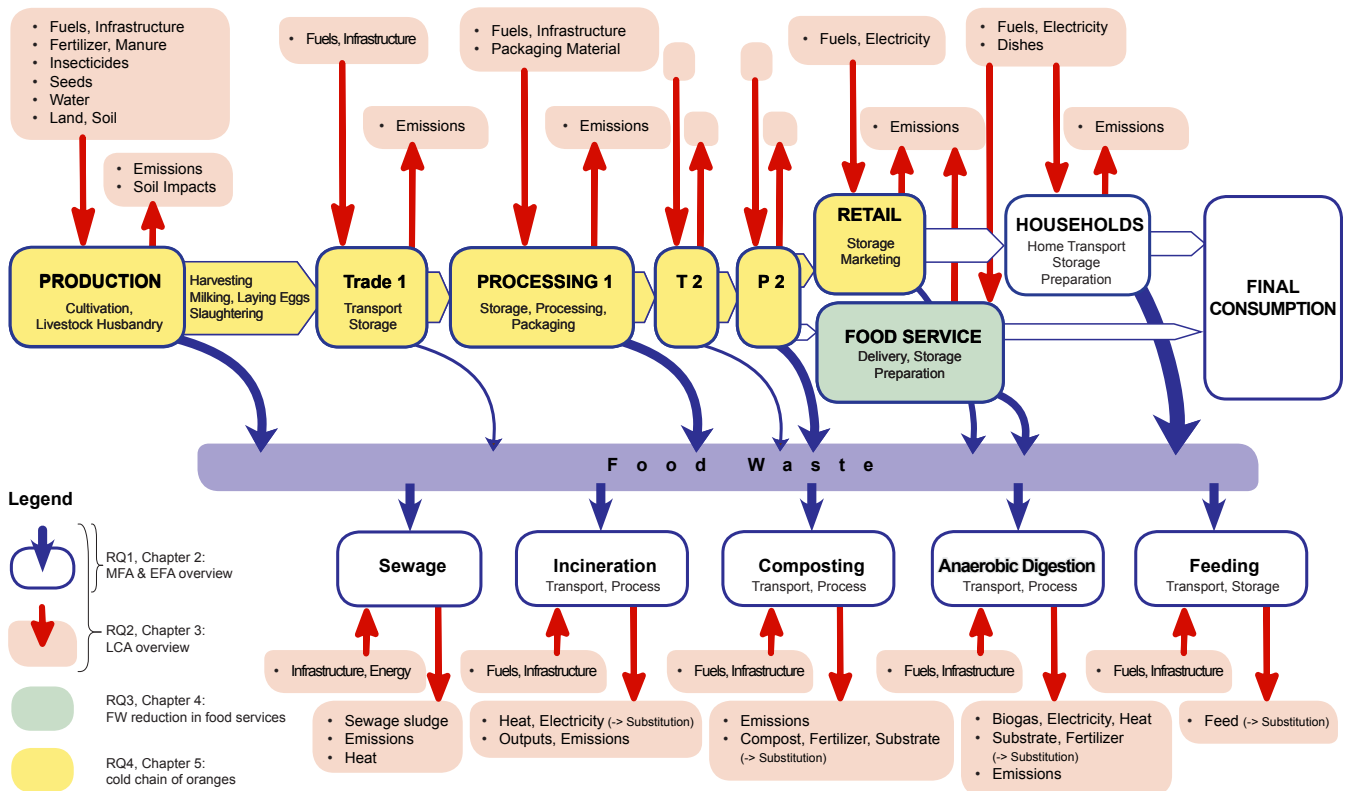 • Fuels, Infrastructure
• Fertilizer, Manure
• Insecticides
• Seeds
• Water
• Land, Soil
• Emissions
• Soil Impacts
• Fuels, Infrastructure
• Emissions
• Fuels, Infrastructure
• Packaging Material
• Emissions
• Fuels, Electricity
• Emissions
• Fuels, Electricity
• Dishes
• Emissions
PRODUCTION
Cultivation,
Livestock Husbandry
Harvesting
Milking, Laying Eggs
Slaughtering
Trade 1
Transport
Storage
PROCESSING 1
Storage, Processing,
Packaging
T 2
P 2
RETAIL
Storage
Marketing
FOOD SERVICE
Delivery, Storage
Preparation
HOUSEHOLDS
Home Transport
Storage
Preparation
FINAL
CONSUMPTION
Food Waste
Legend
RQ1, Chapter 2:
MFA & EFA overview
RQ2, Chapter 3:
LCA overview
RQ3, Chapter 4:
FW reduction in food services
RQ4, Chapter 5:
cold chain of oranges
Sewage
Incineration
Transport, Process
Composting
Transport, Process
Anaerobic Digestion
Transport, Process
Feeding
Transport, Storage
• Infrastructure, Energy
• Fuels, Infrastructure
• Fuels, Infrastructure
• Fuels, Infrastructure
• Fuels, Infrastructure
• Sewage sludge
• Emissions
• Heat
• Heat, Electricity (-> Substitution)
• Outputs, Emissions
• Emissions
• Compost, Fertilizer, Substrate
(-> Substitution)
• Biogas, Electricity, Heat
• Substrate, Fertilizer
(-> Substitution)
• Emissions
• Feed (-> Substitution)